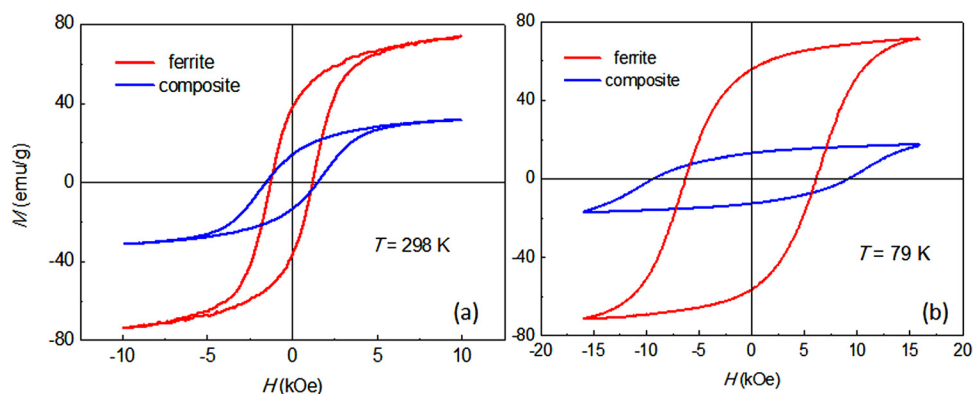 80
40
0
-40
-80
M (emu/g)
ferrite
composite
T = 298 K
(a)
-10
-5
0
5
10
H (kOe)
80
40
0
-40
-80
ferrite
composite
T = 79 K
(b)
-20
-15
-10
-5
0
5
10
15
20
H (kOe)